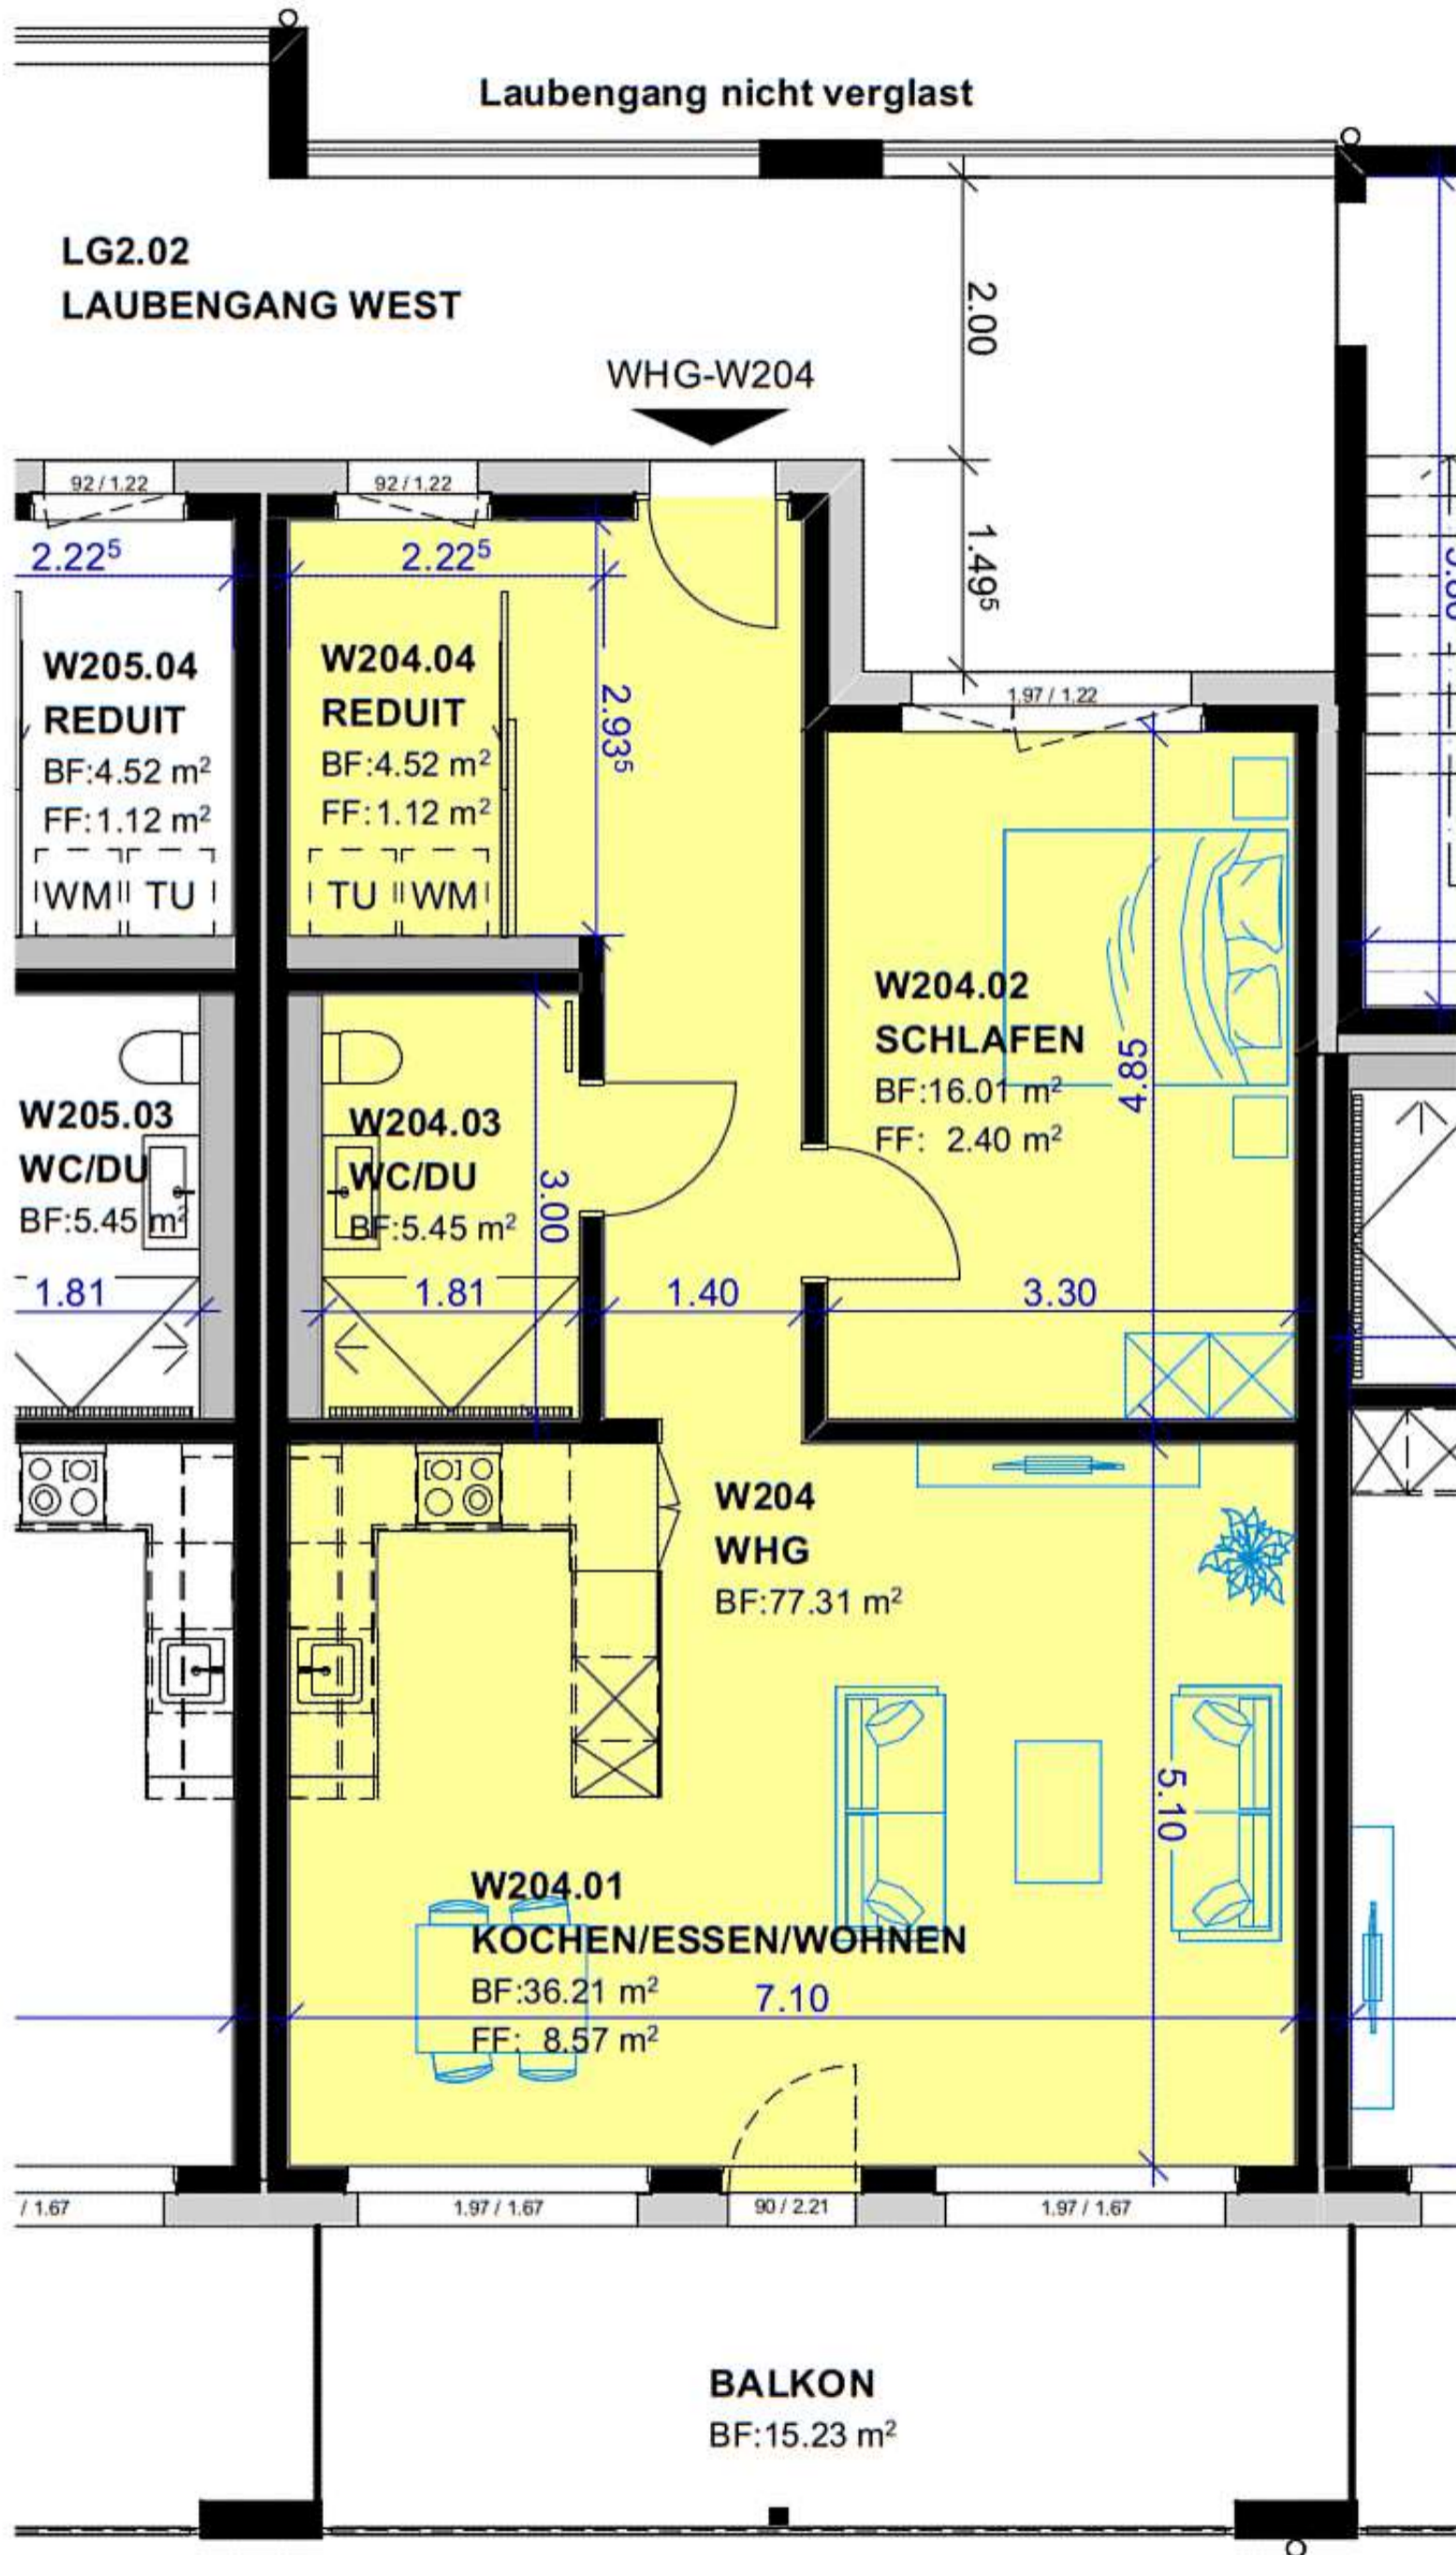 Laubengang nicht verglast
LG2.02
LAUBENGANG WEST
2.00
WHG-W204
92 / 1.22
92 / 1.22
2.22⁵
2.22⁵
1.49⁵
W205.04
REDUIT
BF:4.52 m²
FF:1.12 m²
WM TU
W204.04
REDUIT
BF:4.52 m²
FF:1.12 m²
TU WM
2.93⁵
1.97 / 1.22
W204.02
SCHLAFEN
BF:16.01 m²
FF: 2.40 m²
4.85
W205.03
WC/DU
BF:5.45 m²
W204.03
WC/DU
BF:5.45 m²
3.00
1.81
1.81
1.40
3.30
W204
WHG
BF:77.31 m²
5.10
W204.01
KOCHEN/ESSEN/WOHNEN
BF:36.21 m²
FF: 8.57 m²
7.10
/ 1.67
1.97 / 1.67
90 / 2.21
1.97 / 1.67
BALKON
BF:15.23 m²